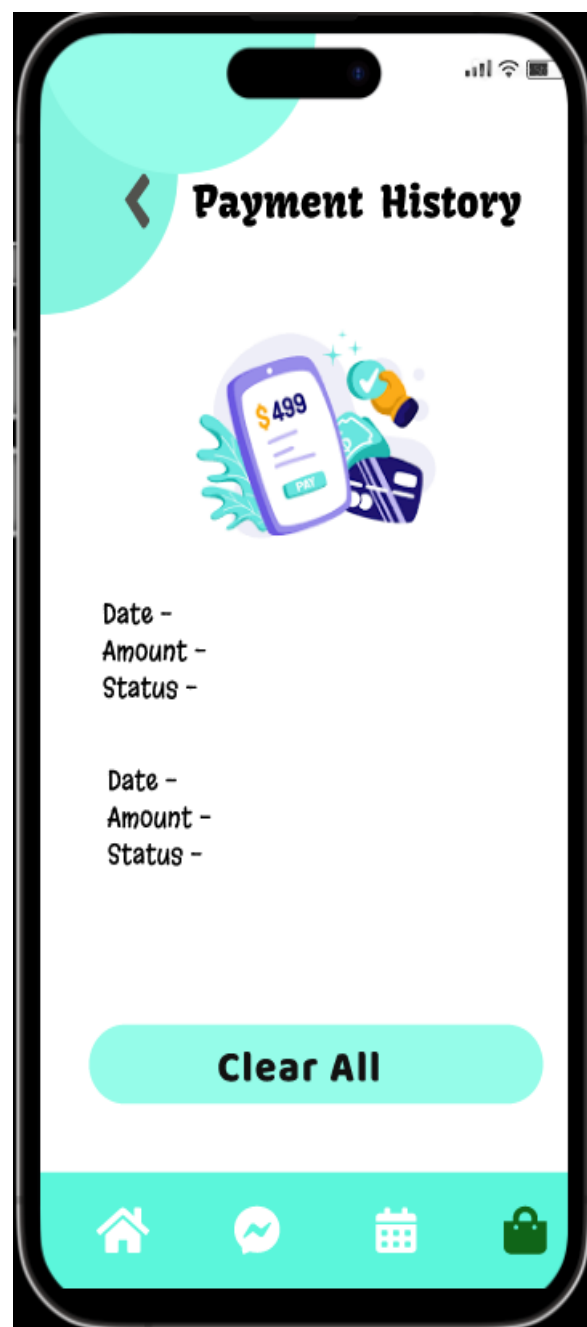 Payment History
$499
PAY
Date -
Amount -
Status -
Date -
Amount -
Status -
Clear All